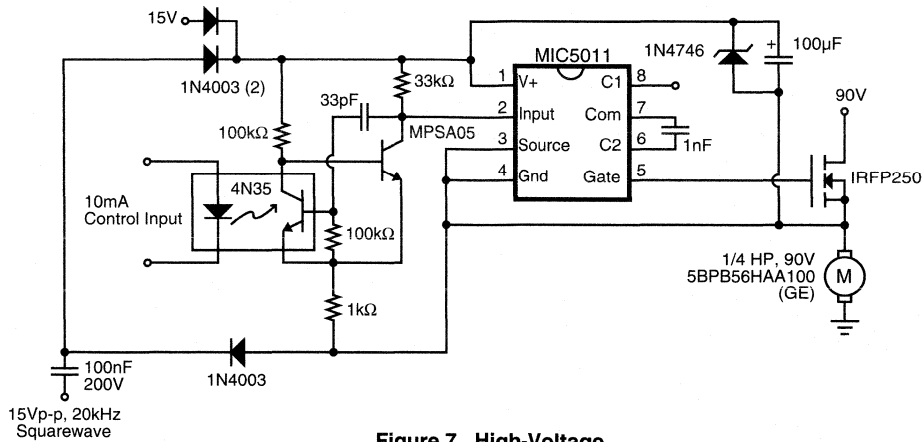 15V
1N4003 (2)
33pF
33kΩ
MPSA05
100kΩ
4N35
10mA
Control Input
100kΩ
1kΩ
1N4003
100nF
200V
15Vp-p, 20kHz
Squarewave
MIC5011
1 V+ C1 8
2 Input Com 7
3 Source C2 6
4 Gnd Gate 5
1nF
1N4746
+
100µF
90V
IRFP250
1/4 HP, 90V
5BPB56HAA100
(GE)
M
Figure 7. High-Voltage